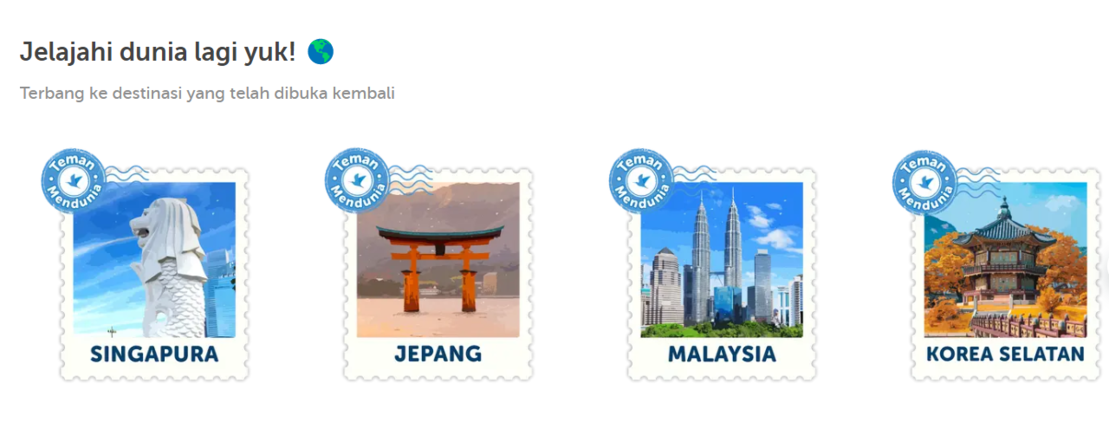 Jelajahi dunia lagi yuk! 🌎
Terbang ke destinasi yang telah dibuka kembali
Teman Mendunia
Teman Mendunia
Teman Mendunia
Teman Mendunia
SINGAPURA
JEPANG
MALAYSIA
KOREA SELATAN